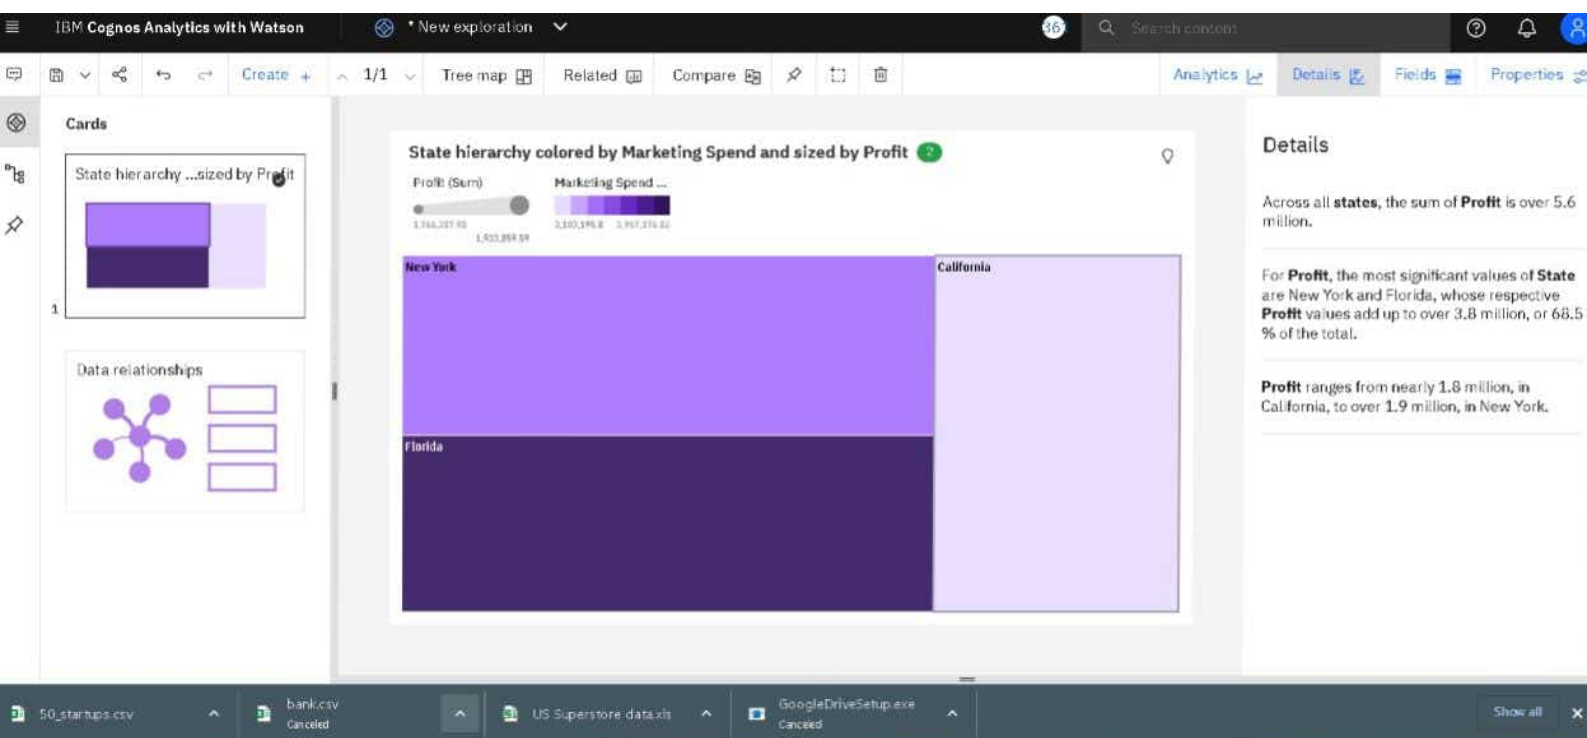 IBM Cognos Analytics with Watson
* New exploration
Search content
Create +
1/1
Tree map
Related
Compare
Analytics
Details
Fields
Properties
Cards
State hierarchy ...sized by Profit
1
Data relationships
State hierarchy colored by Marketing Spend and sized by Profit 2
Profit (Sum)
Marketing Spend ...
New York
California
Florida
Details
Across all states, the sum of Profit is over 5.6
million.
For Profit, the most significant values of State
are New York and Florida, whose respective
Profit values add up to over 3.8 million, or 68.5
% of the total.
Profit ranges from nearly 1.8 million, in
California, to over 1.9 million, in New York.
50_startups.csv
bank.csv
Canceled
US Superstore data.xls
GoogleDriveSetup.exe
Canceled
Show all